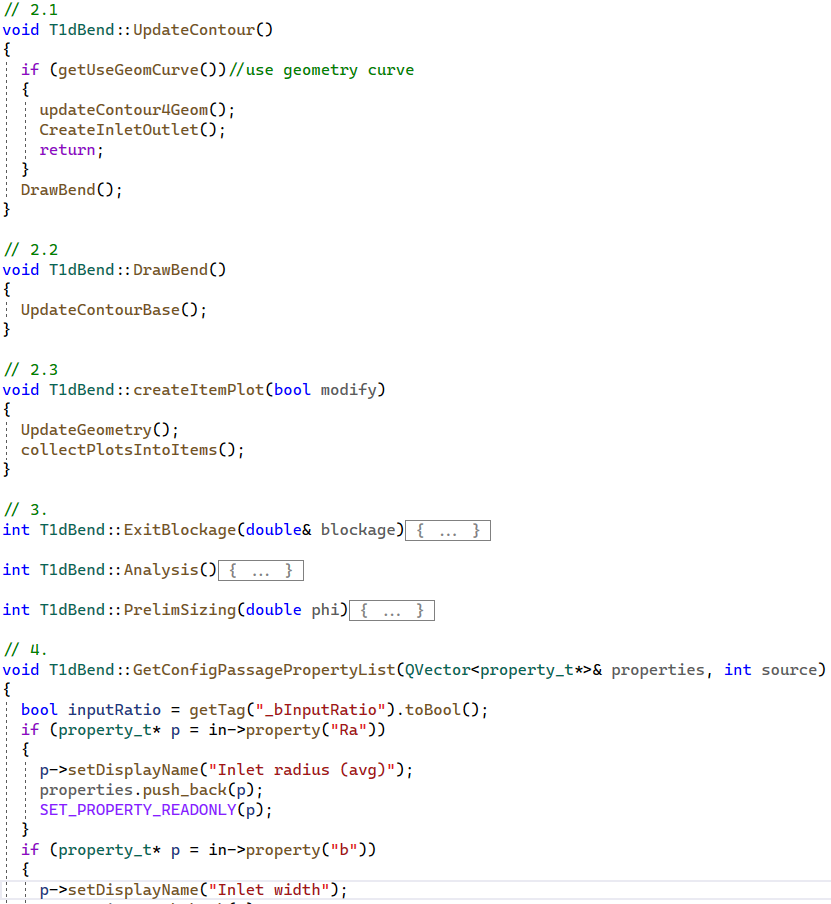 // 2.1
void T1dBend::UpdateContour()
{
if (getUseGeomCurve())//use geometry curve
{
updateContour4Geom();
CreateInletOutlet();
return;
}
DrawBend();
}
// 2.2
void T1dBend::DrawBend()
{
UpdateContourBase();
}
// 2.3
void T1dBend::createItemPlot(bool modify)
{
UpdateGeometry();
collectPlotsIntoItems();
}
// 3.
int T1dBend::ExitBlockage(double& blockage){ ... }
int T1dBend::Analysis(){ ... }
int T1dBend::PrelimSizing(double phi){ ... }
// 4.
void T1dBend::GetConfigPassagePropertyList(QVector<property_t*>& properties, int source)
{
bool inputRatio = getTag("_bInputRatio").toBool();
if (property_t* p = in->property("Ra"))
{
p->setDisplayName("Inlet radius (avg)");
properties.push_back(p);
SET_PROPERTY_READONLY(p);
}
if (property_t* p = in->property("b"))
{
p->setDisplayName("Inlet width");